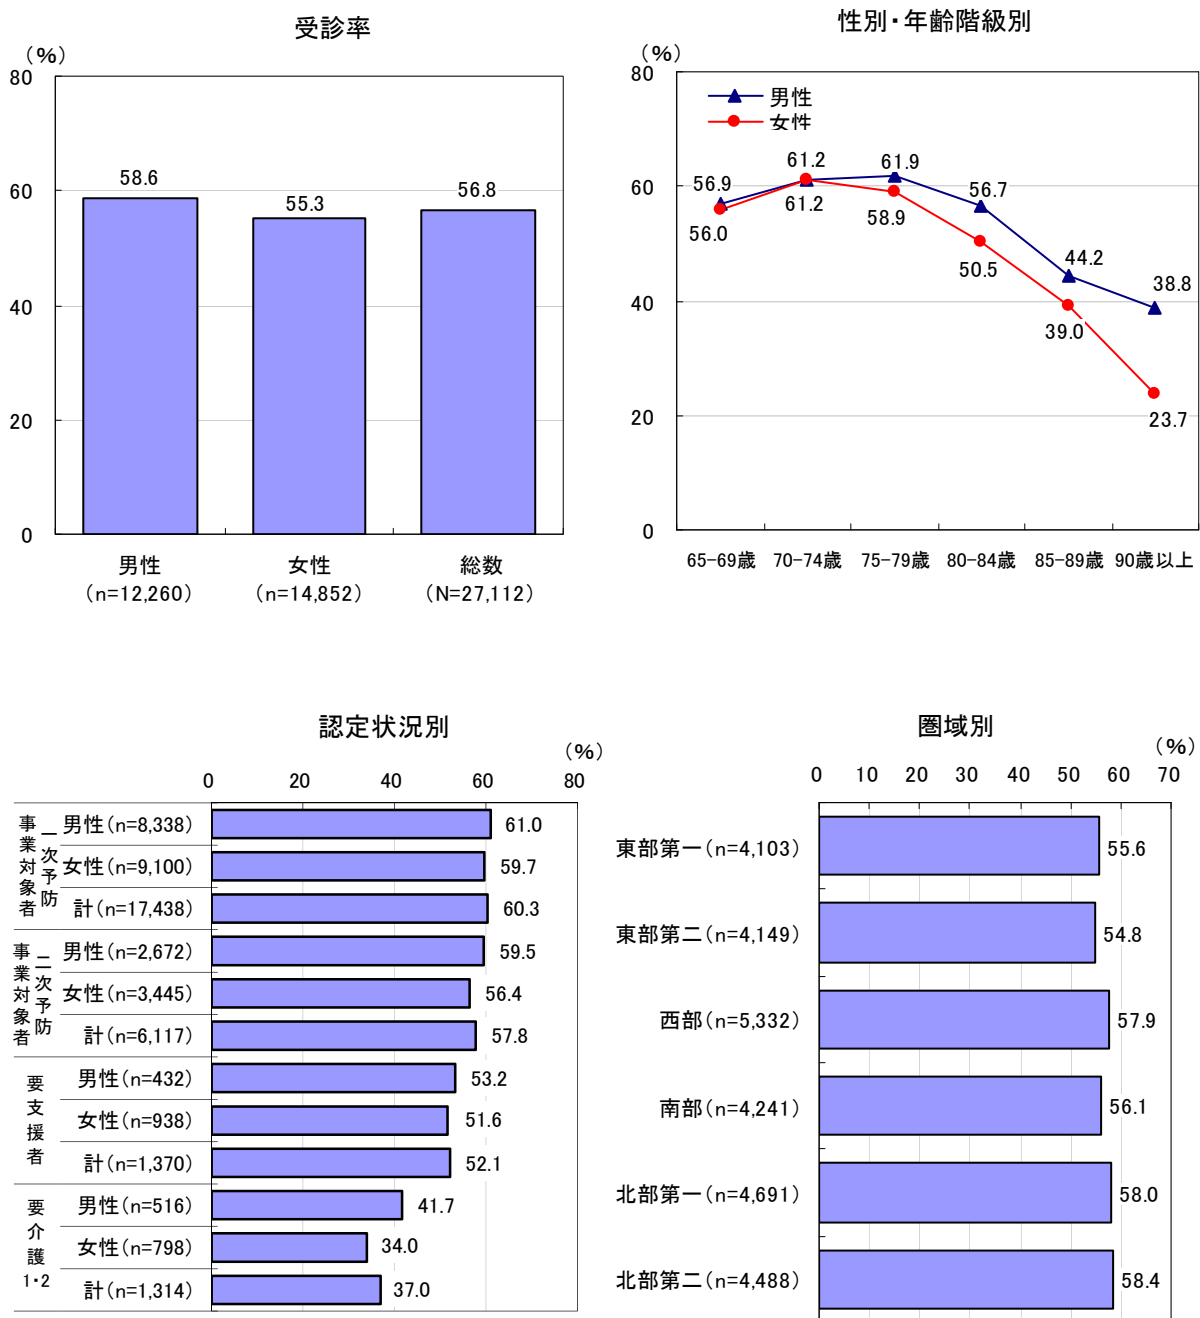 受診率
(%)
80
60
40
20
0
58.6
55.3
56.8
男性
(n=12,260)
女性
(n=14,852)
総数
(N=27,112)
性別・年齢階級別
(%)
80
60
40
20
0
男性
女性
56.9
61.2
61.9
56.7
44.2
38.8
56.0
61.2
58.9
50.5
39.0
23.7
65-69歳 70-74歳 75-79歳 80-84歳 85-89歳 90歳以上
認定状況別
(%)
0 20 40 60 80
一次予防
事業対象者
男性(n=8,338) 61.0
女性(n=9,100) 59.7
計(n=17,438) 60.3
二次予防
事業対象者
男性(n=2,672) 59.5
女性(n=3,445) 56.4
計(n=6,117) 57.8
要支援者
男性(n=432) 53.2
女性(n=938) 51.6
計(n=1,370) 52.1
要介護1・2
男性(n=516) 41.7
女性(n=798) 34.0
計(n=1,314) 37.0
圏域別
(%)
0 10 20 30 40 50 60 70
東部第一(n=4,103) 55.6
東部第二(n=4,149) 54.8
西部(n=5,332) 57.9
南部(n=4,241) 56.1
北部第一(n=4,691) 58.0
北部第二(n=4,488) 58.4